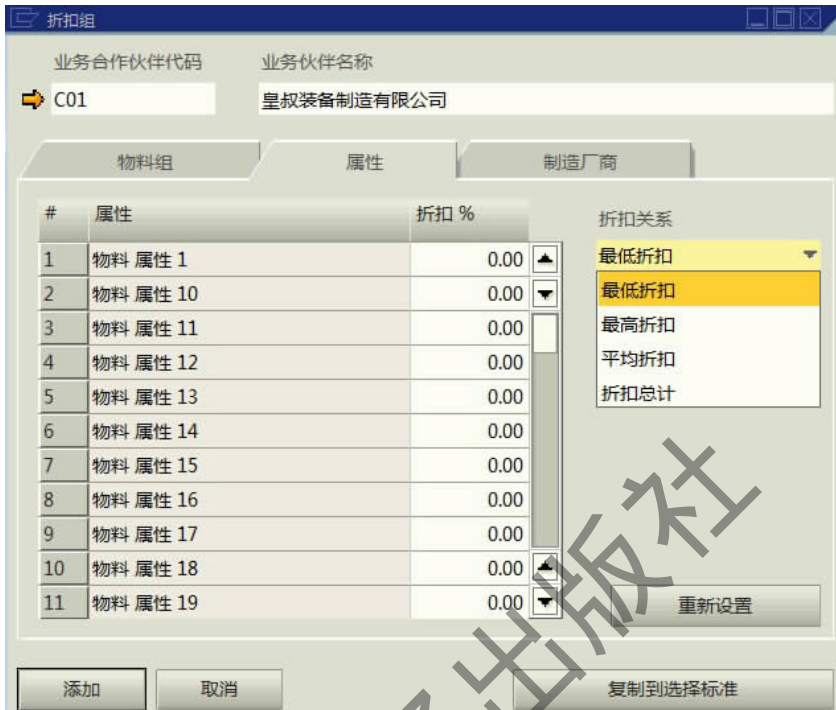 折扣组
业务合作伙伴代码 业务伙伴名称
C01 皇叔装备制造有限公司
物料组 属性 制造厂商
# 属性 折扣 %
折扣关系
1 物料 属性 1 0.00
最低折扣
2 物料 属性 10 0.00
最低折扣
3 物料 属性 11 0.00
最高折扣
4 物料 属性 12 0.00
平均折扣
5 物料 属性 13 0.00
折扣总计
6 物料 属性 14 0.00
7 物料 属性 15 0.00
8 物料 属性 16 0.00
9 物料 属性 17 0.00
10 物料 属性 18 0.00
11 物料 属性 19 0.00
重新设置
添加 取消 复制到选择标准
出版社